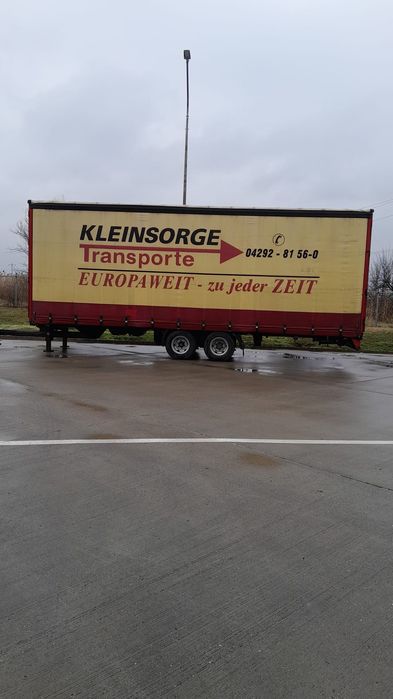 KLEINSORGE
Transporte
04292 - 81 56-0
EUROPAWEIT - zu jeder ZEIT